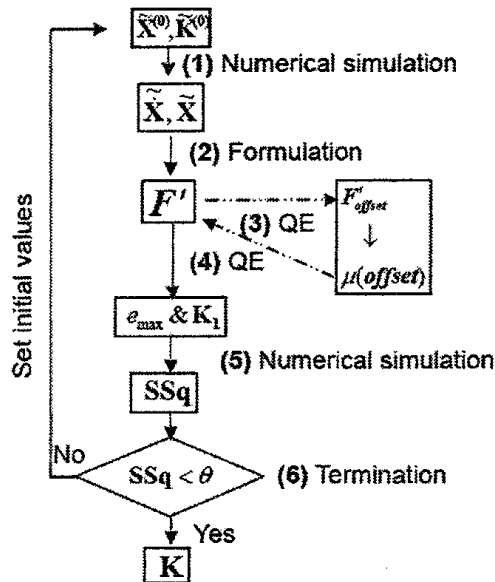 X̃⁽⁰⁾, K̃⁽⁰⁾
(1) Numerical simulation
Ẋ̃, X̃
(2) Formulation
F'
(3) QE
F'offset
↓
μ(offset)
(4) QE
e_max & K₁
(5) Numerical simulation
SSq
No
SSq < θ
(6) Termination
Yes
K
Set initial values